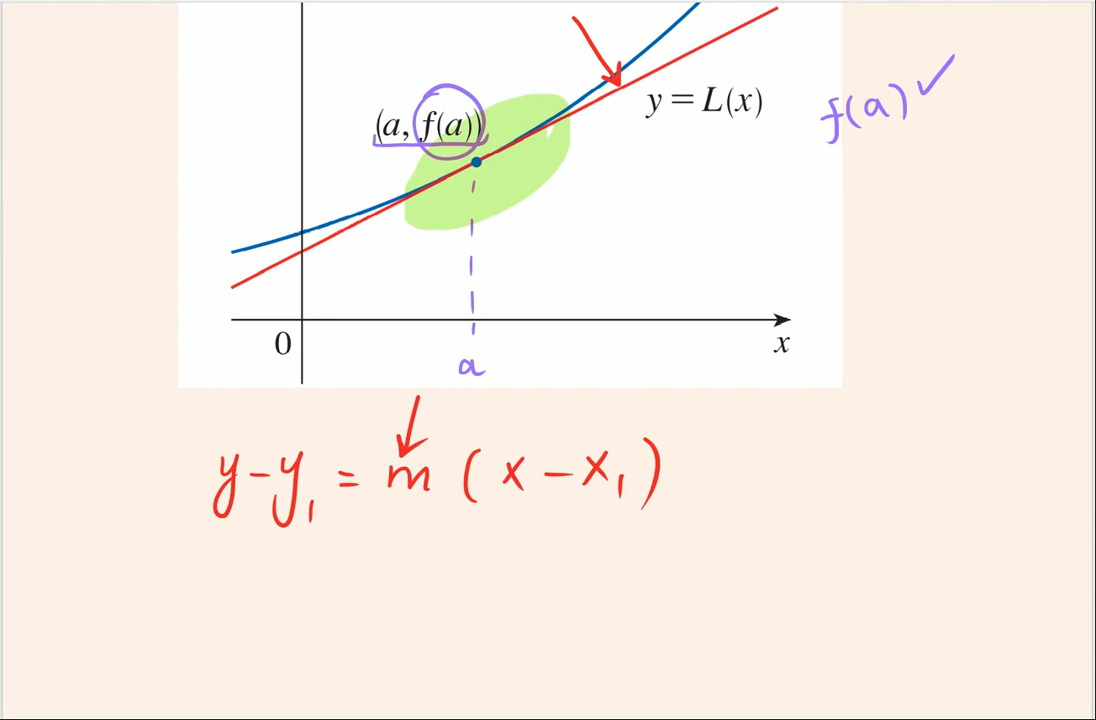 (a, f(a))
y = L(x)
f(a) ✓
0
x
a
y - y₁ = m (x - x₁)